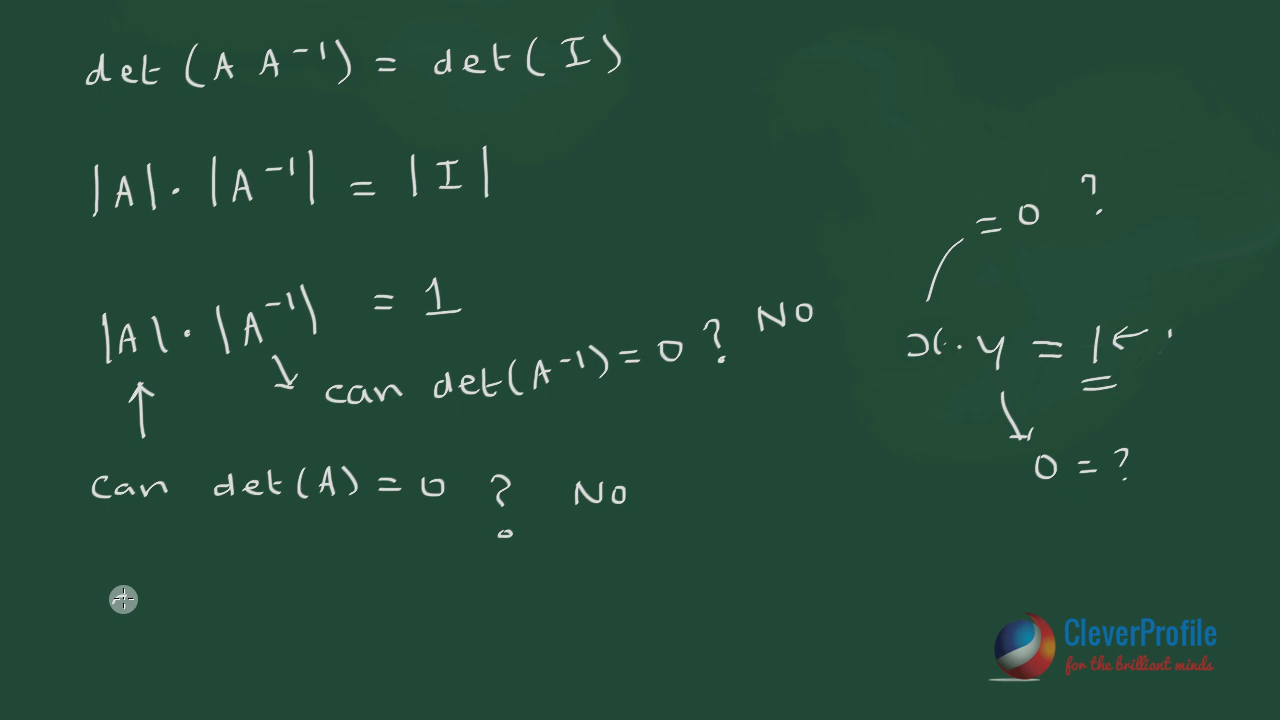 det (A A⁻¹) = det (I)
|A| · |A⁻¹| = |I|
|A| · |A⁻¹| = 1
can det(A⁻¹) = 0 ? No
can det(A) = 0 ? No
= 0 ?
x · y = 1 ←
0 = ?
CleverProfile
for the brilliant minds